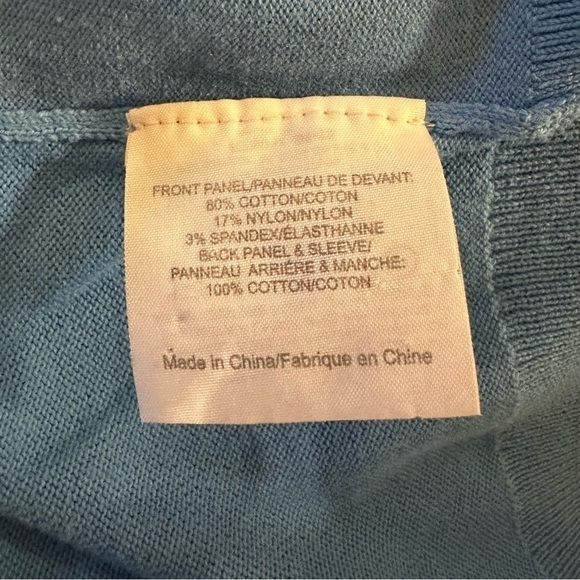 FRONT PANEL/PANNEAU DE DEVANT:
80% COTTON/COTON
17% NYLON/NYLON
3% SPANDEX/ÉLASTHANNE
BACK PANEL & SLEEVE/
PANNEAU ARRIÉRE & MANCHE:
100% COTTON/COTON
Made in China/Fabrique en Chine